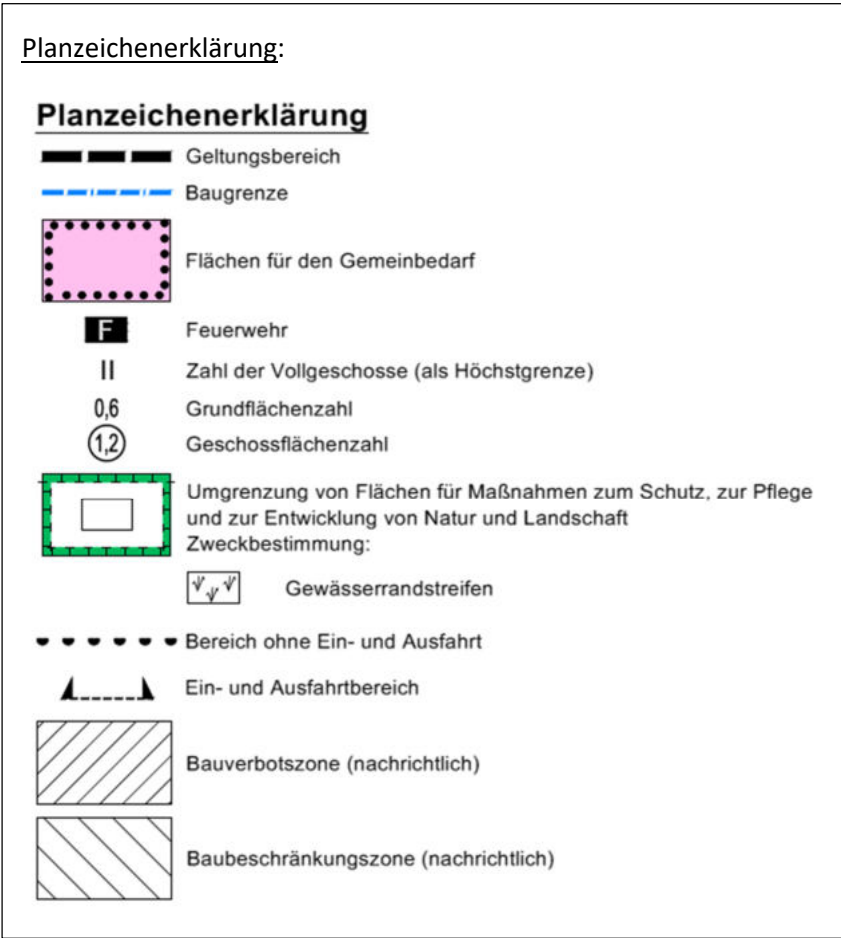 Planzeichenerklärung:
Planzeichenerklärung
Geltungsbereich
Baugrenze
Flächen für den Gemeinbedarf
F Feuerwehr
II Zahl der Vollgeschosse (als Höchstgrenze)
0,6 Grundflächenzahl
1,2 Geschossflächenzahl
Umgrenzung von Flächen für Maßnahmen zum Schutz, zur Pflege
und zur Entwicklung von Natur und Landschaft
Zweckbestimmung:
Gewässerrandstreifen
Bereich ohne Ein- und Ausfahrt
Ein- und Ausfahrtbereich
Bauverbotszone (nachrichtlich)
Baubeschränkungszone (nachrichtlich)